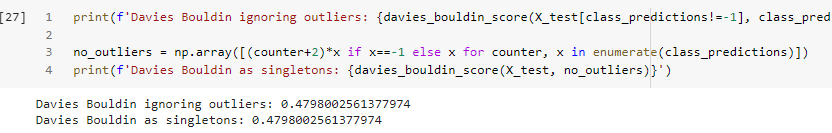 [27] 1 print(f'Davies Bouldin ignoring outliers: {davies_bouldin_score(X_test[class_predictions!=-1], class_pred
2
3 no_outliers = np.array([(counter+2)*x if x==-1 else x for counter, x in enumerate(class_predictions)])
4 print(f'Davies Bouldin as singletons: {davies_bouldin_score(X_test, no_outliers)}')
Davies Bouldin ignoring outliers: 0.4798002561377974
Davies Bouldin as singletons: 0.4798002561377974